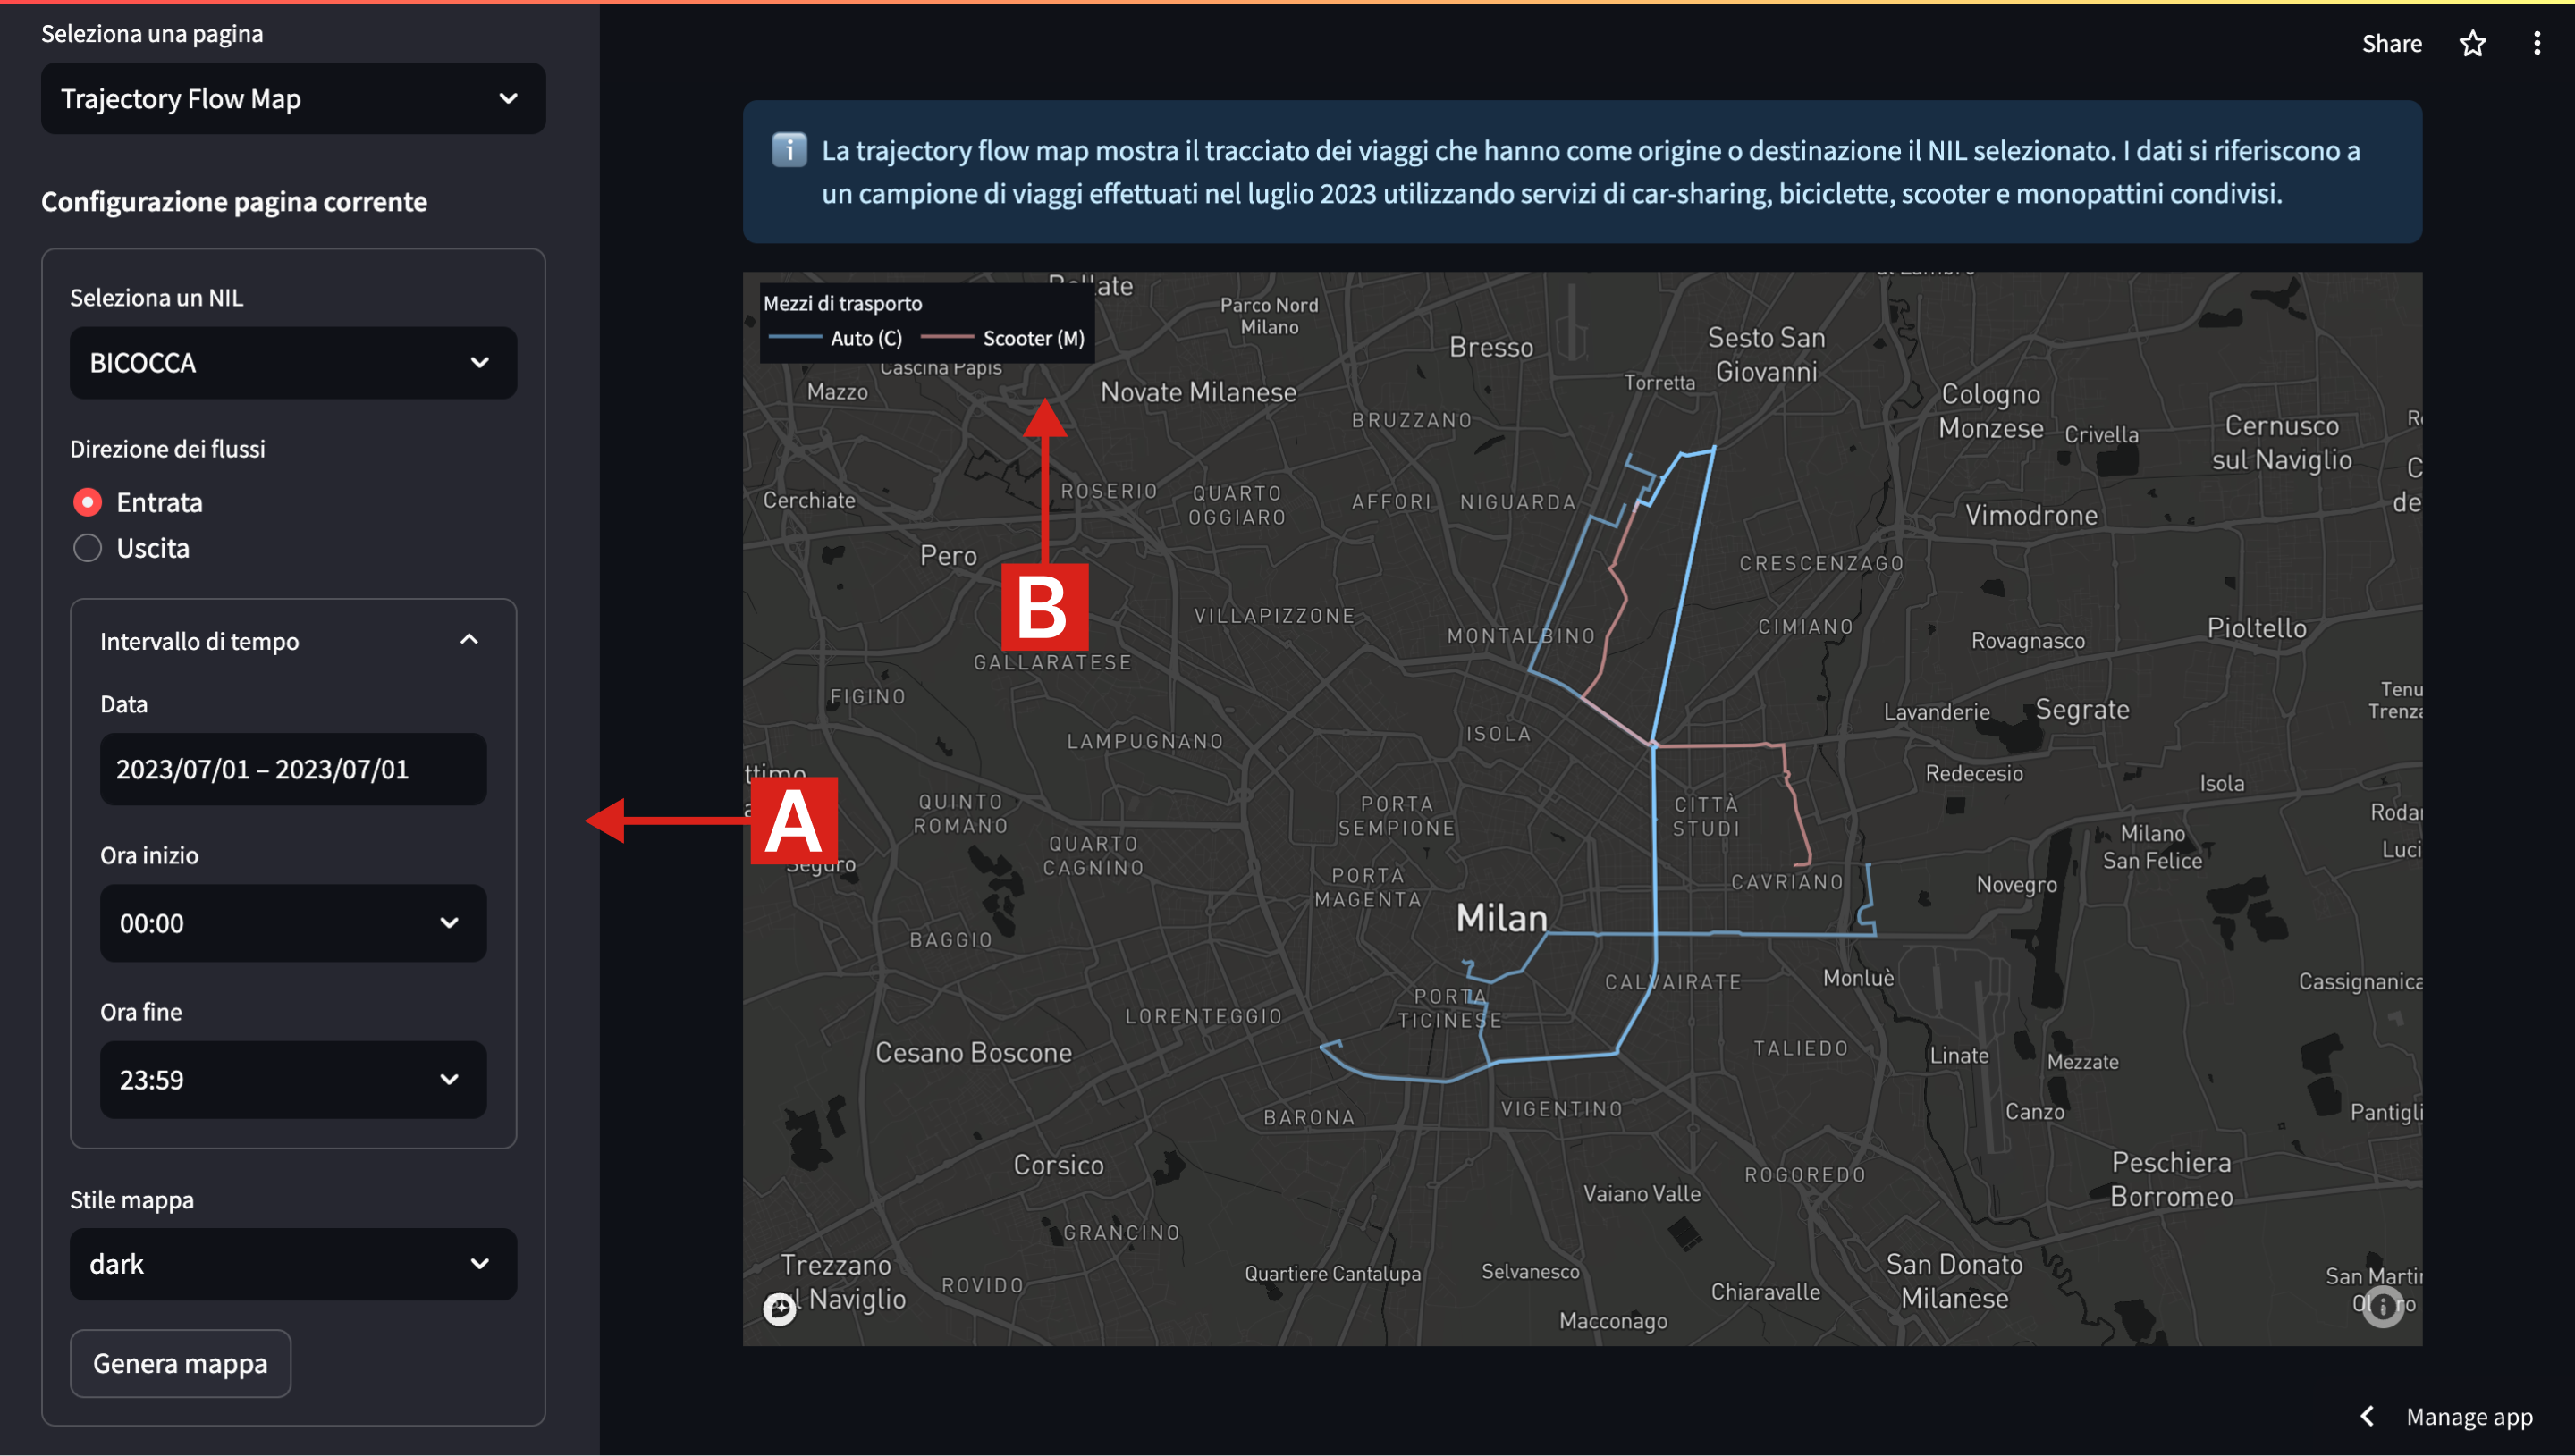 Seleziona una pagina
Trajectory Flow Map
Configurazione pagina corrente
Seleziona un NIL
BICOCCA
Direzione dei flussi
Entrata
Uscita
Intervallo di tempo
Data
2023/07/01 – 2023/07/01
Ora inizio
00:00
Ora fine
23:59
Stile mappa
dark
Genera mappa
Share
La trajectory flow map mostra il tracciato dei viaggi che hanno come origine o destinazione il NIL selezionato. I dati si riferiscono a
un campione di viaggi effettuati nel luglio 2023 utilizzando servizi di car-sharing, biciclette, scooter e monopattini condivisi.
Mezzi di trasporto
Auto (C) Scooter (M)
Parco Nord
Milano
Bresso
Sesto San
Giovanni
Cascina Papis
Mazzo
Novate Milanese
Torretta
Cologno
Monzese
Crivella
Cernusco
sul Naviglio
BRUZZANO
Cerchiate
ROSERIO
QUARTO
OGGIARO
AFFORI
NIGUARDA
Vimodrone
Pero
CRESCENZAGO
B
VILLAPIZZONE
MONTALBINO
CIMIANO
Rovagnasco
Pioltello
GALLARATESE
FIGINO
LAMPUGNANO
ISOLA
Lavanderie
Segrate
Redecesio
Isola
A
QUINTO
ROMANO
PORTA
SEMPIONE
CITTÀ
STUDI
Milano
San Felice
Seguro
QUARTO
CAGNINO
PORTA
MAGENTA
CAVRIANO
Novegro
Milan
BAGGIO
CALVAIRATE
Monluè
PORTA
TICINESE
LORENTEGGIO
Cesano Boscone
TALIEDO
Linate
Mezzate
BARONA
VIGENTINO
Canzo
Corsico
ROGOREDO
Peschiera
Borromeo
Vaiano Valle
GRANCINO
Trezzano
Naviglio
ROVIDO
Quartiere Cantalupa
Selvanesco
Chiaravalle
San Donato
Milanese
Macconago
Manage app